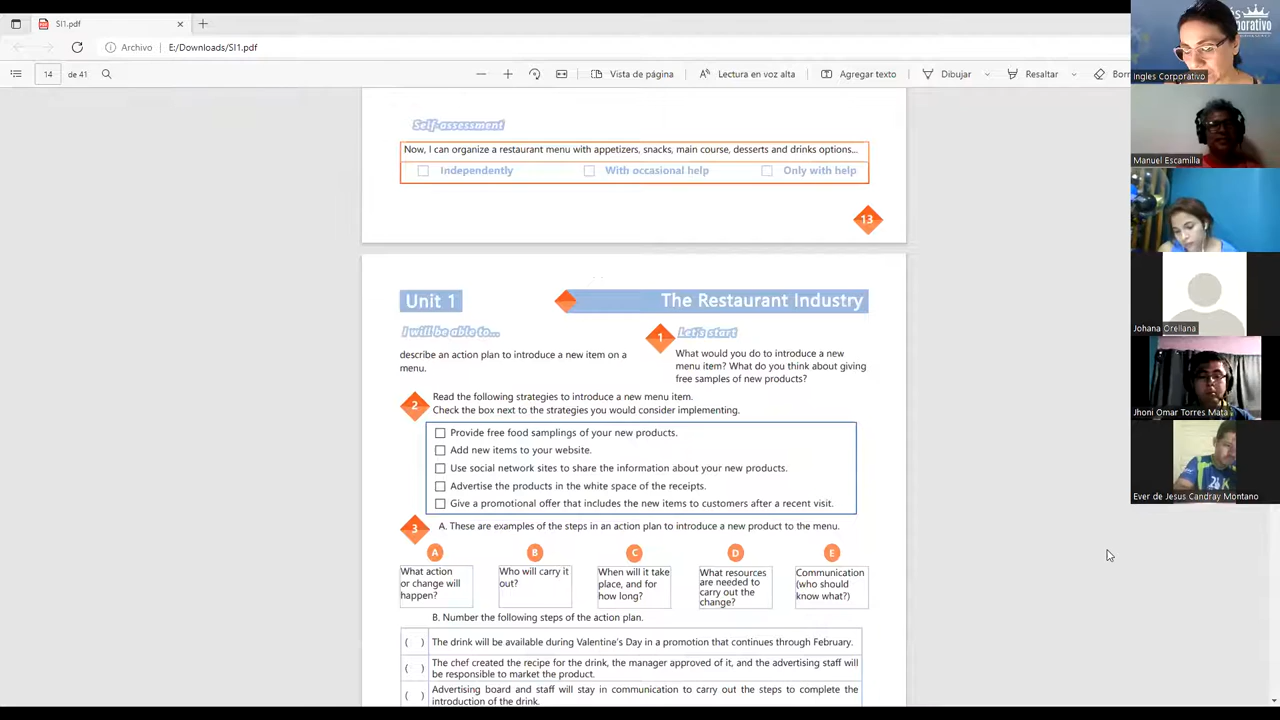 SI1.pdf
Archivo E:/Downloads/SI1.pdf
14 de 41 Vista de página Lectura en voz alta Agregar texto Dibujar Resaltar Borr
Self-assessment
Now, I can organize a restaurant menu with appetizers, snacks, main course, desserts and drinks options...
Independently With occasional help Only with help
13
Unit 1 The Restaurant Industry
I will be able to...
describe an action plan to introduce a new item on a
menu.
1 Let's start
What would you do to introduce a new
menu item? What do you think about giving
free samples of new products?
2 Read the following strategies to introduce a new menu item.
Check the box next to the strategies you would consider implementing.
Provide free food samplings of your new products.
Add new items to your website.
Use social network sites to share the information about your new products.
Advertise the products in the white space of the receipts.
Give a promotional offer that includes the new items to customers after a recent visit.
3 A. These are examples of the steps in an action plan to introduce a new product to the menu.
A
What action
or change will
happen?
B
Who will carry it
out?
C
When will it take
place, and for
how long?
D
What resources
are needed to
carry out the
change?
E
Communication
(who should
know what?)
B. Number the following steps of the action plan.
( ) The drink will be available during Valentine's Day in a promotion that continues through February.
( ) The chef created the recipe for the drink, the manager approved of it, and the advertising staff will
be responsible to market the product.
( ) Advertising board and staff will stay in communication to carry out the steps to complete the
introduction of the drink.
Ingles Corporativo
Manuel Escamilla
Johana Orellana
Jhoni Omar Torres Mata
Ever de Jesus Candray Montano